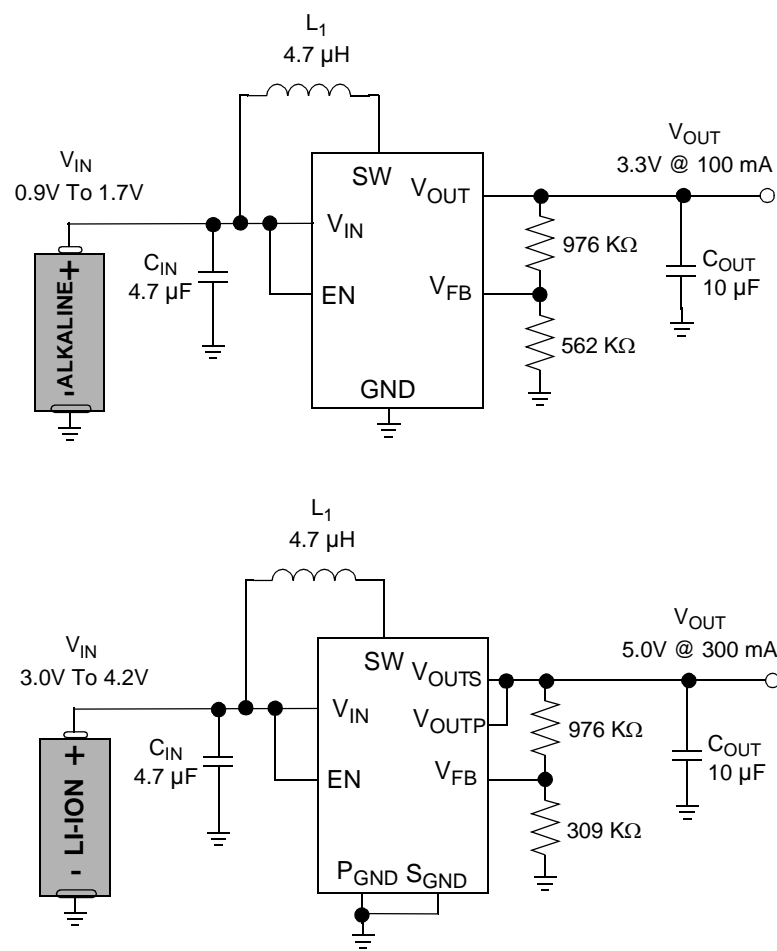 L1
4.7 µH
VIN
0.9V To 1.7V
VOUT
3.3V @ 100 mA
SW
VOUT
VIN
976 KΩ
CIN
4.7 µF
COUT
10 µF
EN
VFB
562 KΩ
GND
+
ALKALINE
-
L1
4.7 µH
VIN
3.0V To 4.2V
VOUT
5.0V @ 300 mA
SW
VOUTS
VIN
VOUTP
976 KΩ
CIN
4.7 µF
COUT
10 µF
EN
VFB
309 KΩ
PGND SGND
+
LI-ION
-